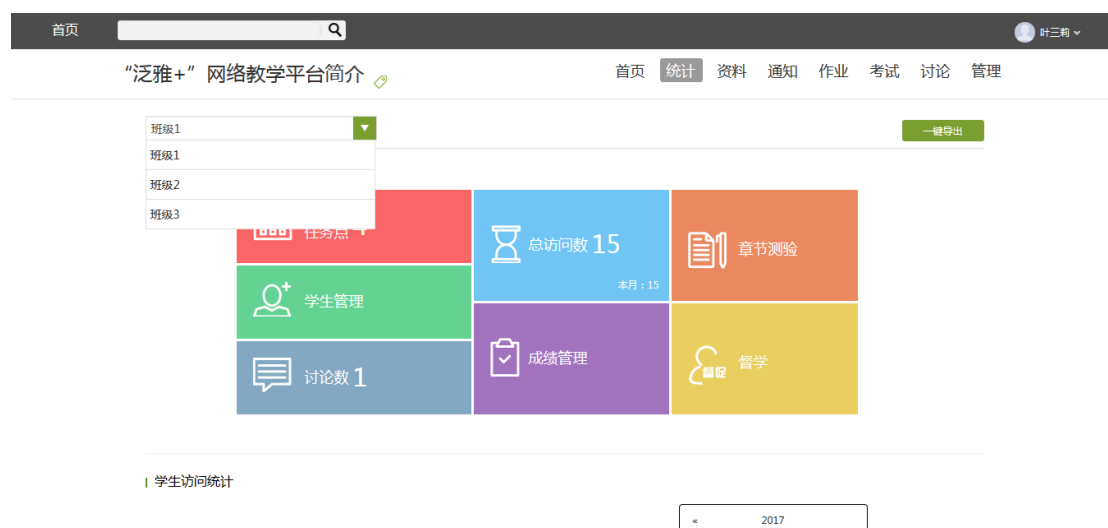 首页
叶三莉
“泛雅+”网络教学平台简介
首页 统计 资料 通知 作业 考试 讨论 管理
班级1
一键导出
班级1
班级2
班级3
任务点
总访问数 15
本月：15
章节测验
学生管理
成绩管理
督促 督学
讨论数 1
学生访问统计
« 2017